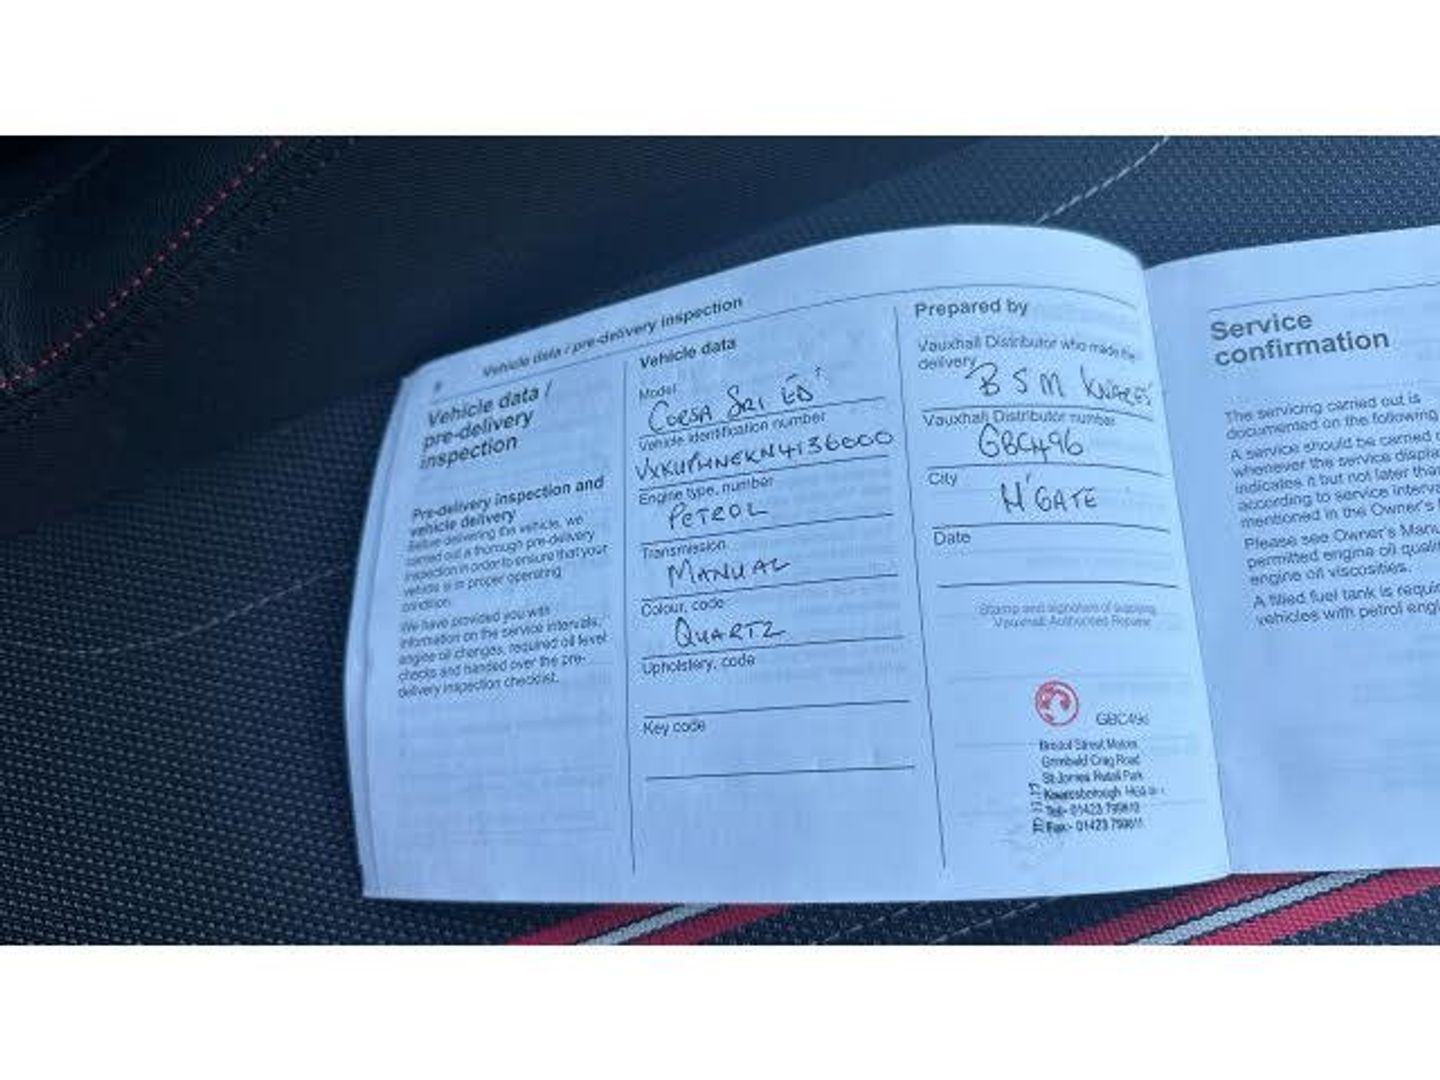 Vehicle data / pre-delivery inspection
Vehicle data /
pre-delivery
inspection
Pre-delivery inspection and
vehicle delivery
Before delivering the vehicle, we
carried out a thorough pre-delivery
inspection in order to ensure that your
vehicle is in proper operating
condition.
We have provided you with
information on the service intervals,
engine oil changes, required oil level
checks and handed over the pre-
delivery inspection checklist.
Vehicle data
Model
CORSA SRI ED'
Vehicle identification number
Engine type, number
PETROL
Transmission
MANUAL
Colour, code
QUARTZ
Upholstery, code
Key code
Prepared by
Vauxhall Distributor who made the
delivery
BSM KNARES'
Vauxhall Distributor number
GBC496
City
H'GATE
Date
Stamp and signature of supplying
Vauxhall Authorised Repairer
GBC496
Bristol Street Motors
Grimbald Crag Road
St James Retail Park
Knaresborough
Tel:- 01423 799810
Fax:- 01423 799811
Service
confirmation
The servicing carried out is
documented on the following
A service should be carried
whenever the service displa
indicates it but not later than
according to service interva
mentioned in the Owner's
Please see Owner's Manu
permitted engine oil quali
engine oil viscosities.
A filled fuel tank is requir
vehicles with petrol engi